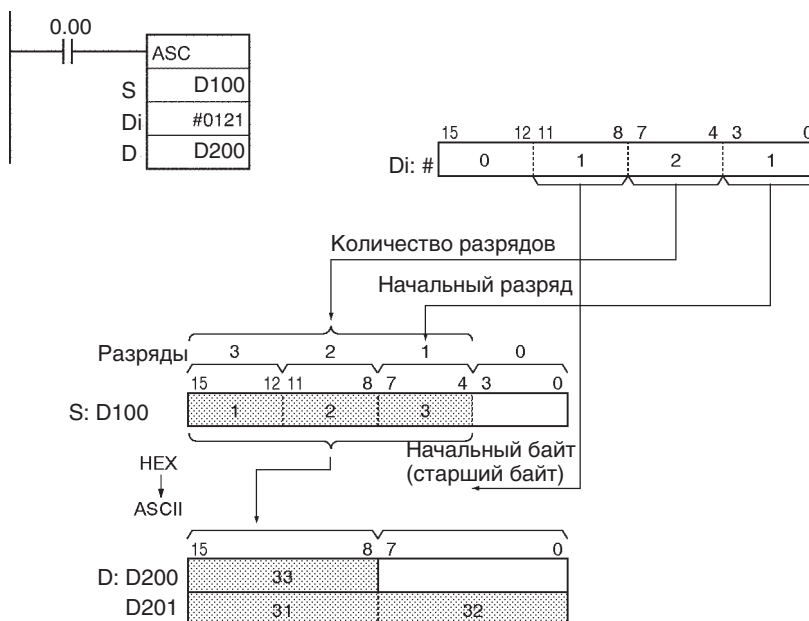 0.00
ASC
S D100
Di #0121
D D200
15 12 11 8 7 4 3 0
Di: # 0 1 2 1
Количество разрядов
Начальный разряд
Разряды 3 2 1 0
15 12 11 8 7 4 3 0
S: D100 1 2 3
Начальный байт
(старший байт)
HEX
ASCII
15 8 7 0
D: D200 33
D201 31 32